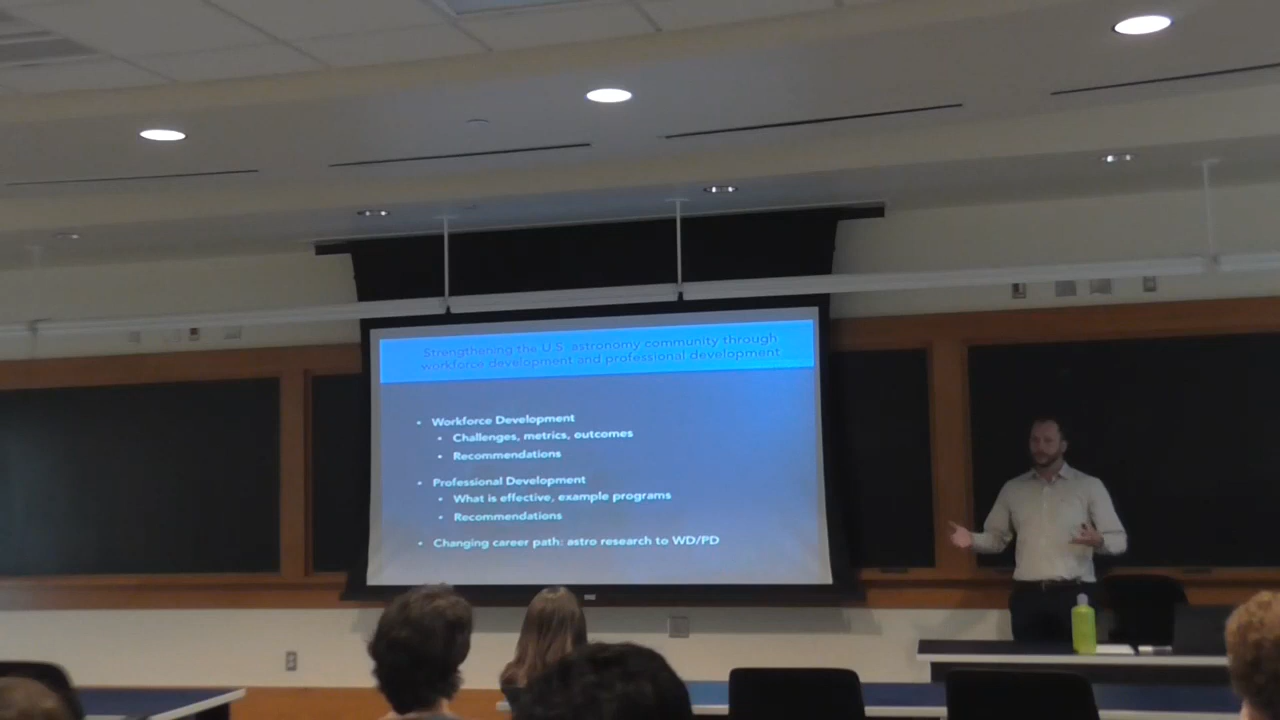 Strengthening the U.S. astronomy community through
workforce development and professional development
• Workforce Development
• Challenges, metrics, outcomes
• Recommendations
• Professional Development
• What is effective, example programs
• Recommendations
• Changing career path: astro research to WD/PD